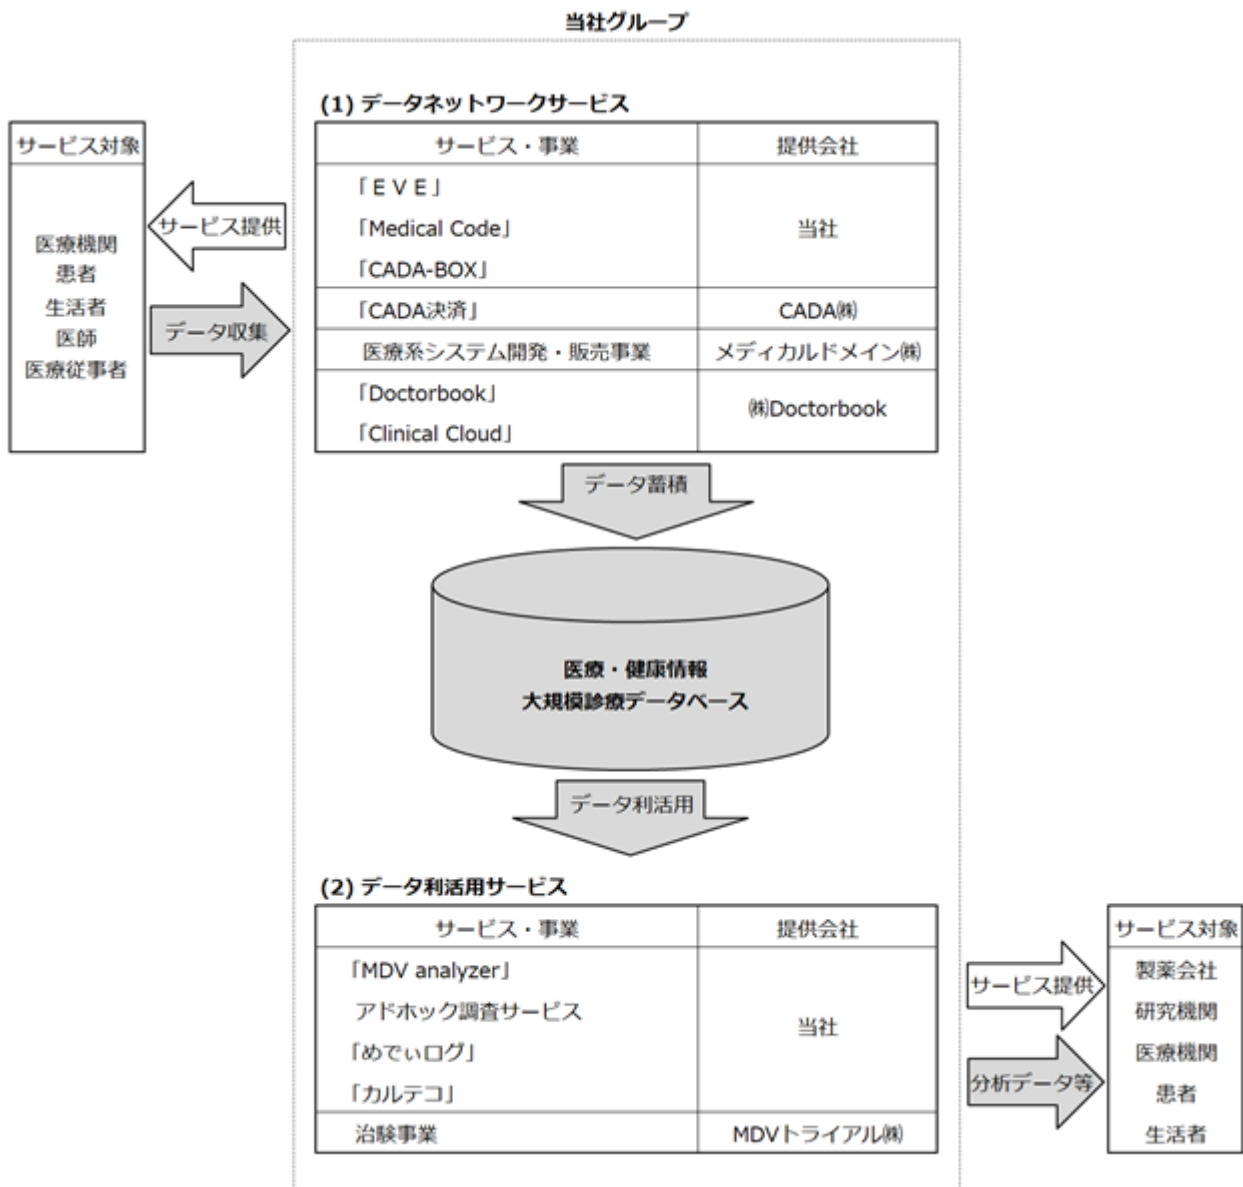 当社グループ
(1) データネットワークサービス
サービス対象
医療機関
患者
生活者
医師
医療従事者
サービス提供
データ収集
サービス・事業 提供会社
「ＥＶＥ」
「Medical Code」 当社
「CADA-BOX」
「CADA決済」 CADA㈱
医療系システム開発・販売事業 メディカルドメイン㈱
「Doctorbook」
㈱Doctorbook
「Clinical Cloud」
データ蓄積
医療・健康情報
大規模診療データベース
データ利活用
(2) データ利活用サービス
サービス・事業 提供会社
「MDV analyzer」
アドホック調査サービス
当社
「めでぃログ」
「カルテコ」
治験事業 MDVトライアル㈱
サービス提供
分析データ等
サービス対象
製薬会社
研究機関
医療機関
患者
生活者